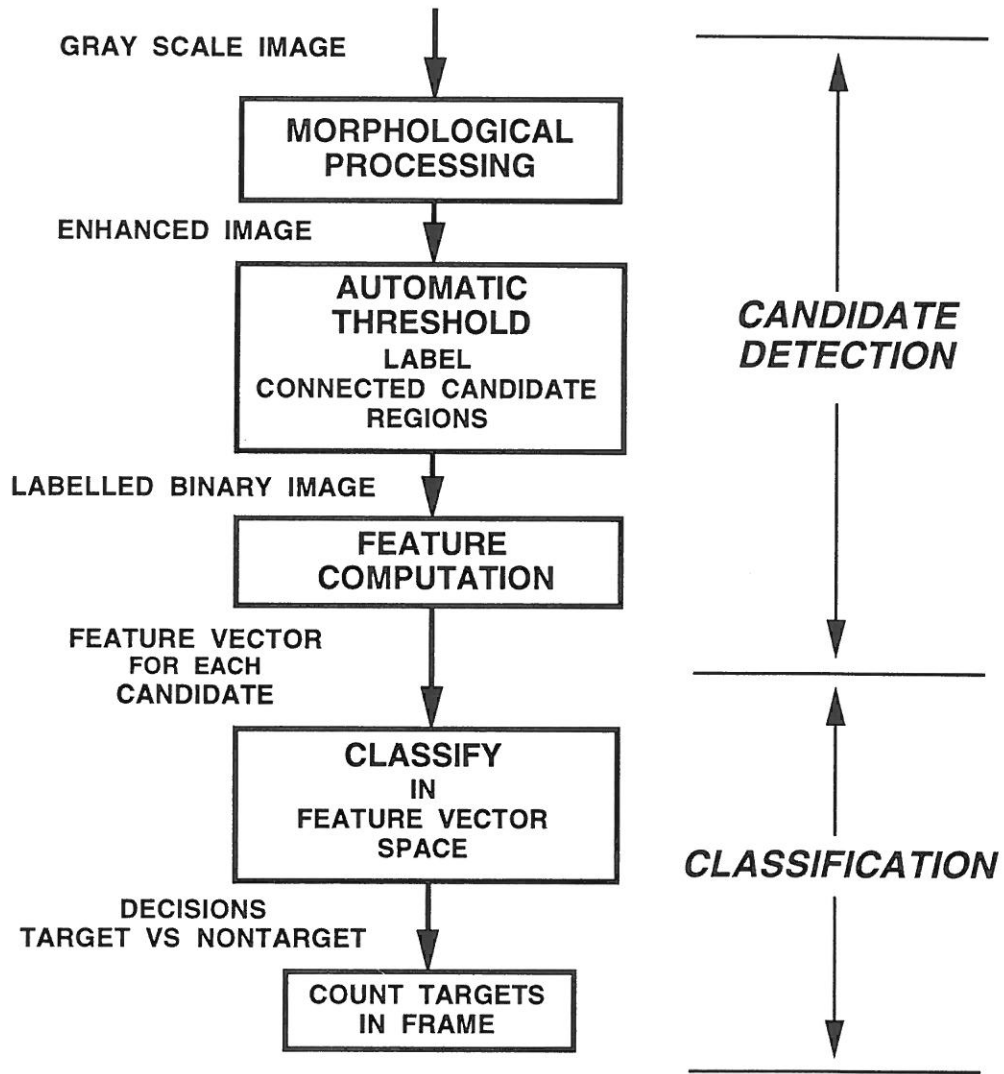 GRAY SCALE IMAGE
MORPHOLOGICAL
PROCESSING
ENHANCED IMAGE
AUTOMATIC
THRESHOLD
LABEL
CONNECTED CANDIDATE
REGIONS
LABELLED BINARY IMAGE
FEATURE
COMPUTATION
FEATURE VECTOR
FOR EACH
CANDIDATE
CLASSIFY
IN
FEATURE VECTOR
SPACE
DECISIONS
TARGET VS NONTARGET
COUNT TARGETS
IN FRAME
CANDIDATE
DETECTION
CLASSIFICATION